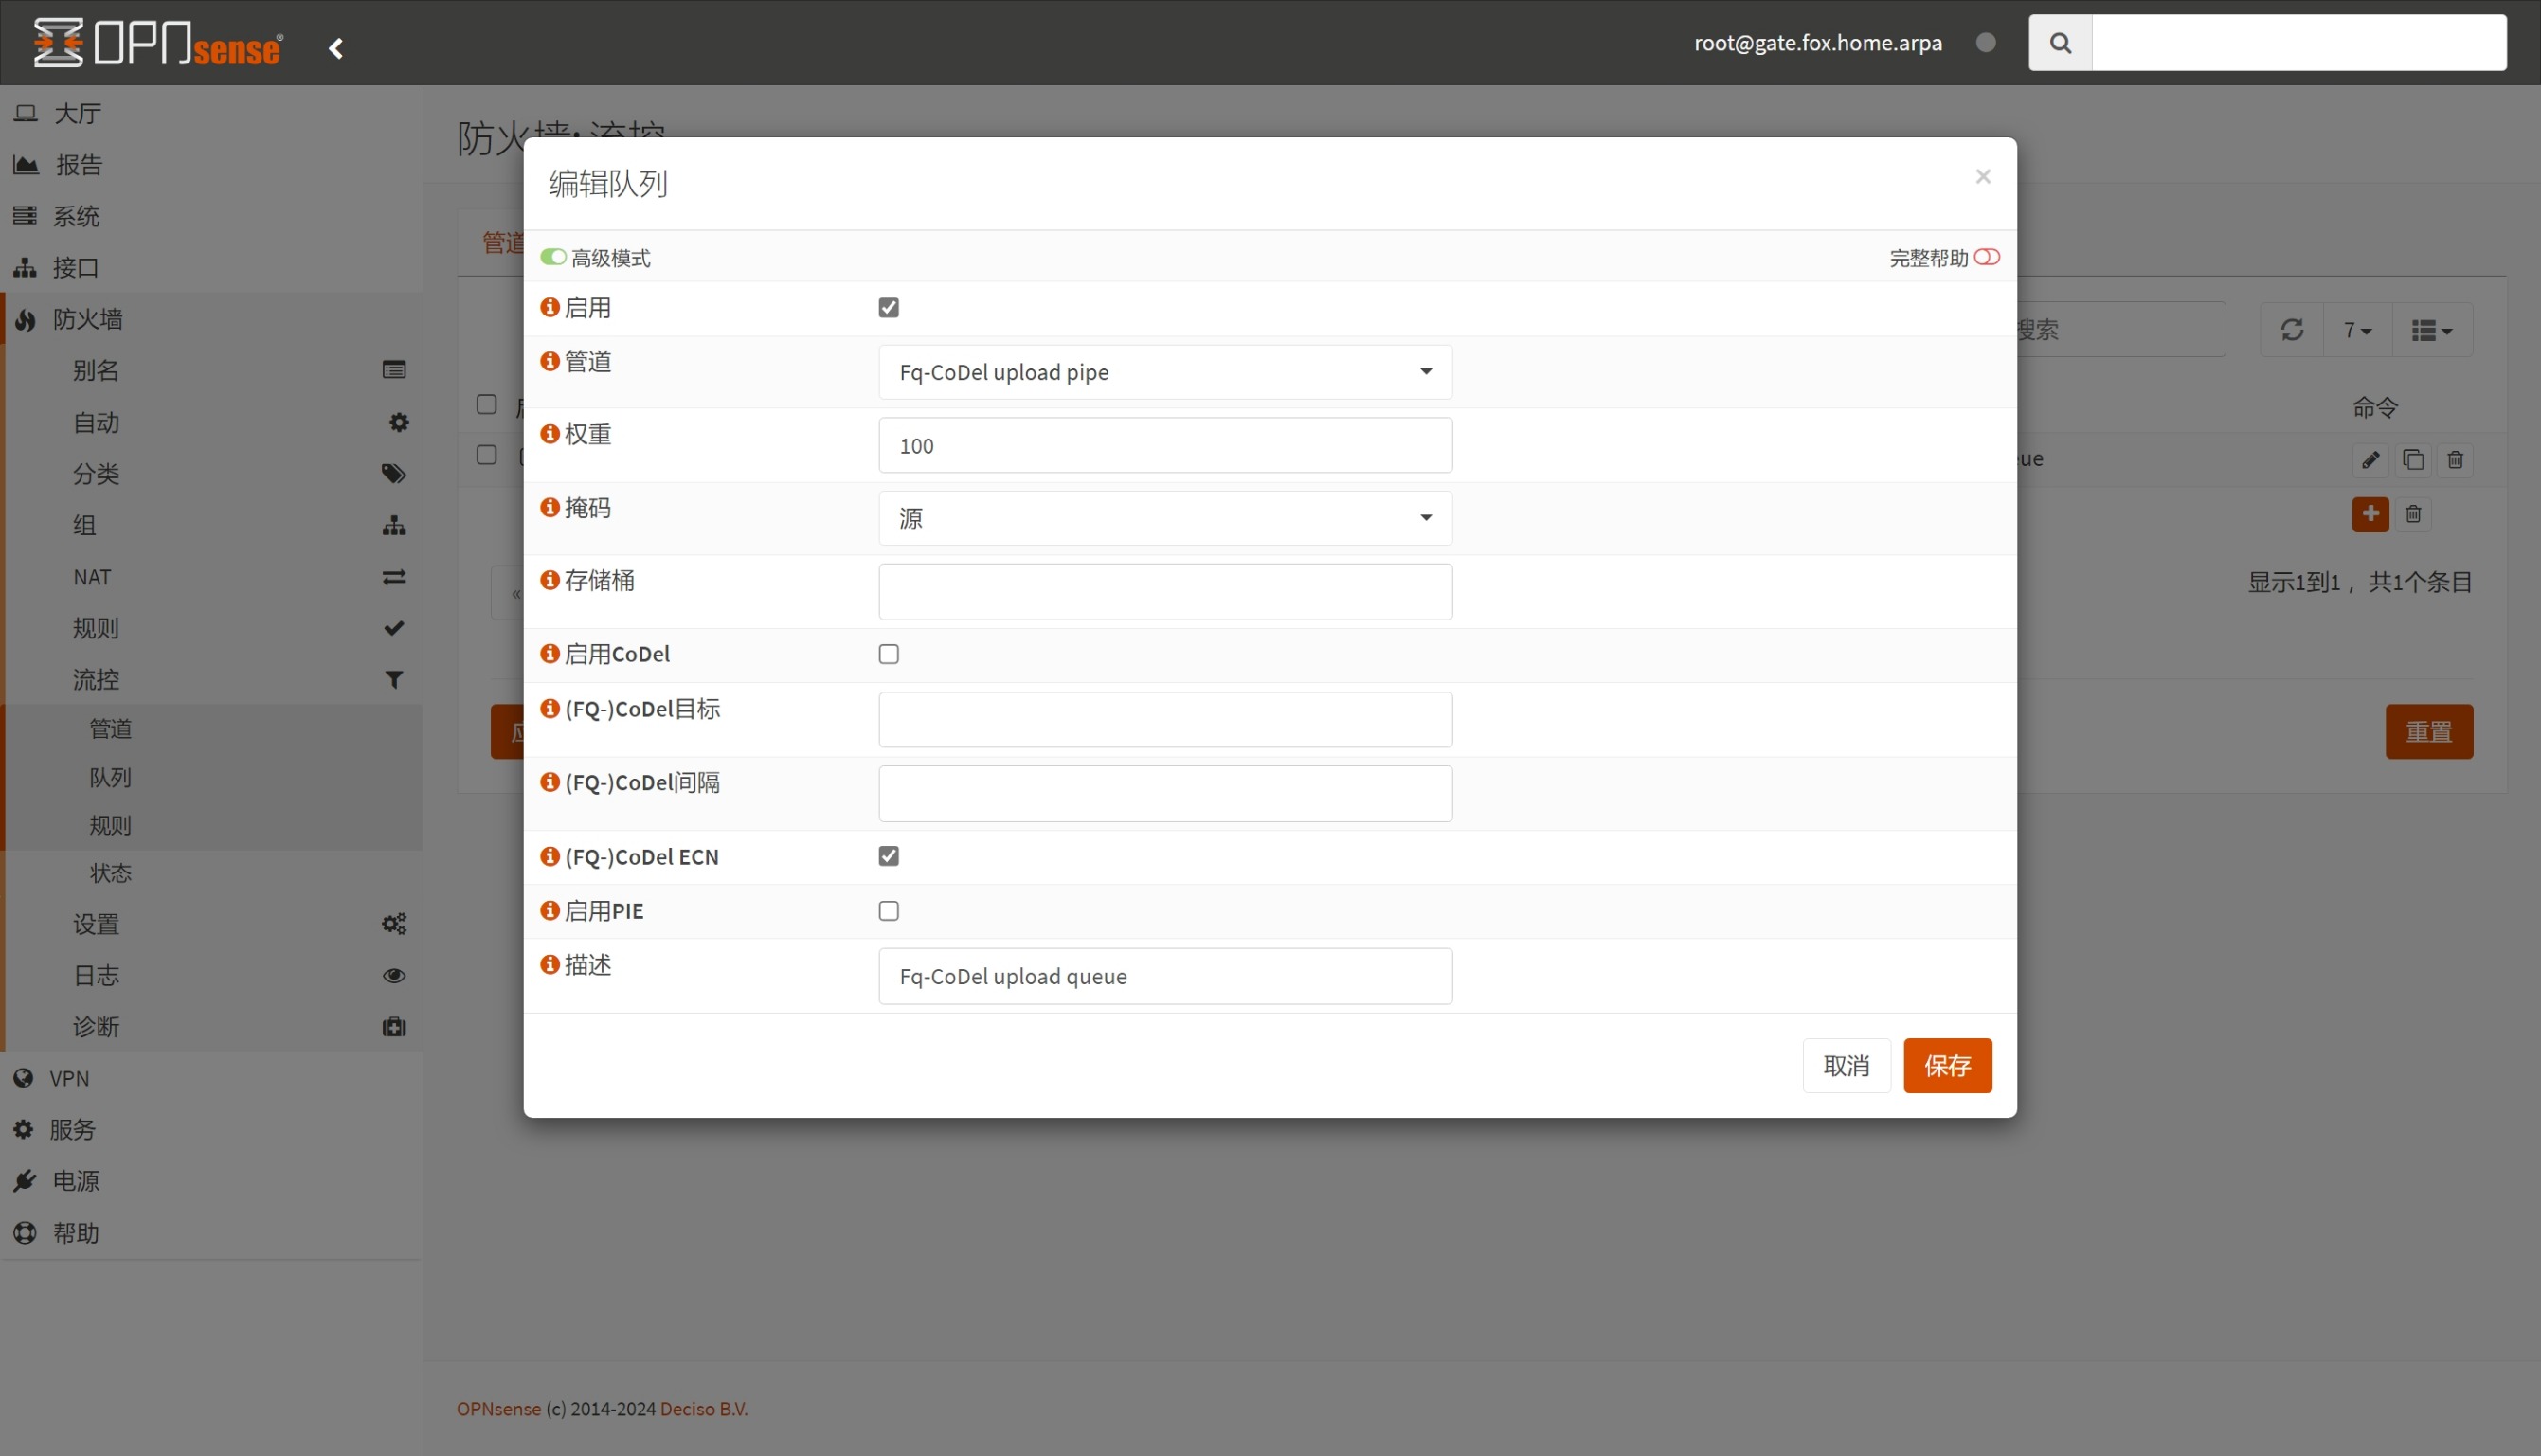 OPNsense
root@gate.fox.home.arpa
大厅
报告
系统
接口
防火墙
别名
自动
分类
组
NAT
规则
流控
管道
队列
规则
状态
设置
日志
诊断
VPN
服务
电源
帮助
防火墙: 流控
管道
搜索
7
命令
ue
«
显示1到1，共1个条目
重置
编辑队列
×
高级模式
完整帮助
启用
管道
Fq-CoDel upload pipe
权重
100
掩码
源
存储桶
启用CoDel
(FQ-)CoDel目标
(FQ-)CoDel间隔
(FQ-)CoDel ECN
启用PIE
描述
Fq-CoDel upload queue
取消
保存
OPNsense (c) 2014-2024 Deciso B.V.